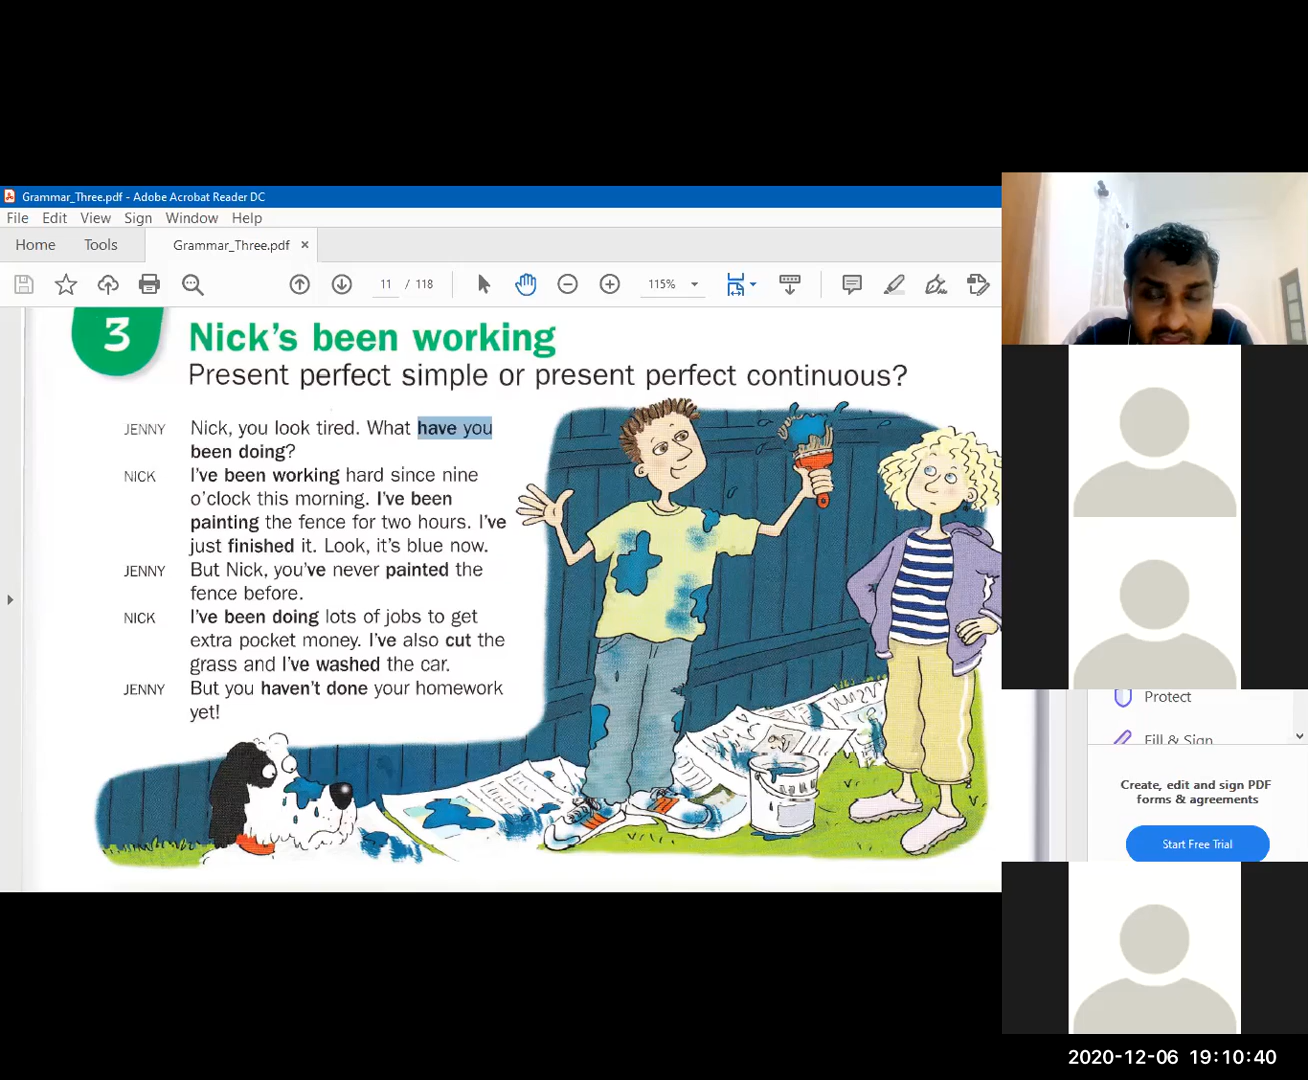 Grammar_Three.pdf - Adobe Acrobat Reader DC
File Edit View Sign Window Help
Home Tools Grammar_Three.pdf ×
11 / 118 115%
3
Nick's been working
Present perfect simple or present perfect continuous?
JENNY Nick, you look tired. What have you
been doing?
NICK I've been working hard since nine
o'clock this morning. I've been
painting the fence for two hours. I've
just finished it. Look, it's blue now.
JENNY But Nick, you've never painted the
fence before.
NICK I've been doing lots of jobs to get
extra pocket money. I've also cut the
grass and I've washed the car.
JENNY But you haven't done your homework
yet!
Protect
Fill & Sign
Create, edit and sign PDF
forms & agreements
Start Free Trial
2020-12-06 19:10:40